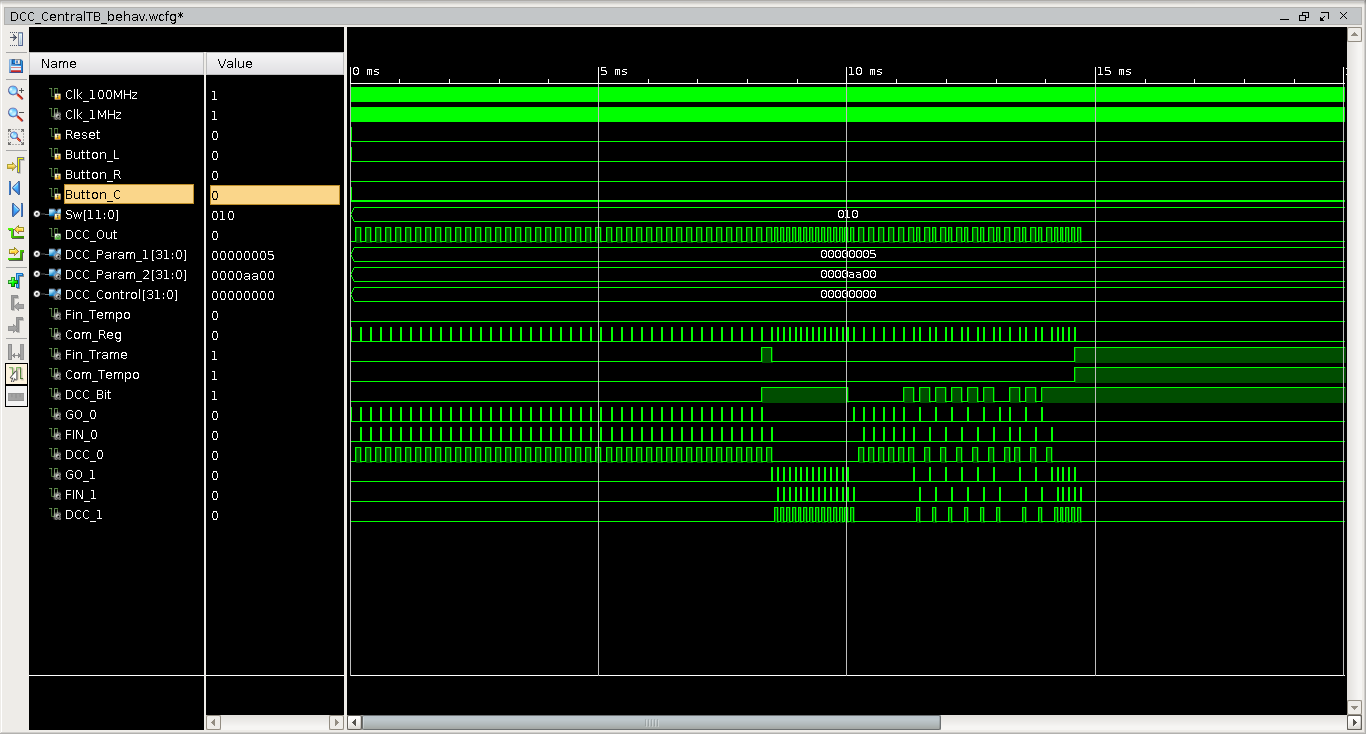 DCC_CentralTB_behav.wcfg*
Name Value
0 ms 5 ms 10 ms 15 ms
Clk_100MHz 1
Clk_1MHz 1
Reset 0
Button_L 0
Button_R 0
Button_C 0
Sw[11:0] 010 010
DCC_Out 0
DCC_Param_1[31:0] 00000005 00000005
DCC_Param_2[31:0] 0000aa00 0000aa00
DCC_Control[31:0] 00000000 00000000
Fin_Tempo 0
Com_Reg 0
Fin_Trame 1
Com_Tempo 1
DCC_Bit 1
GO_0 0
FIN_0 0
DCC_0 0
GO_1 0
FIN_1 0
DCC_1 0